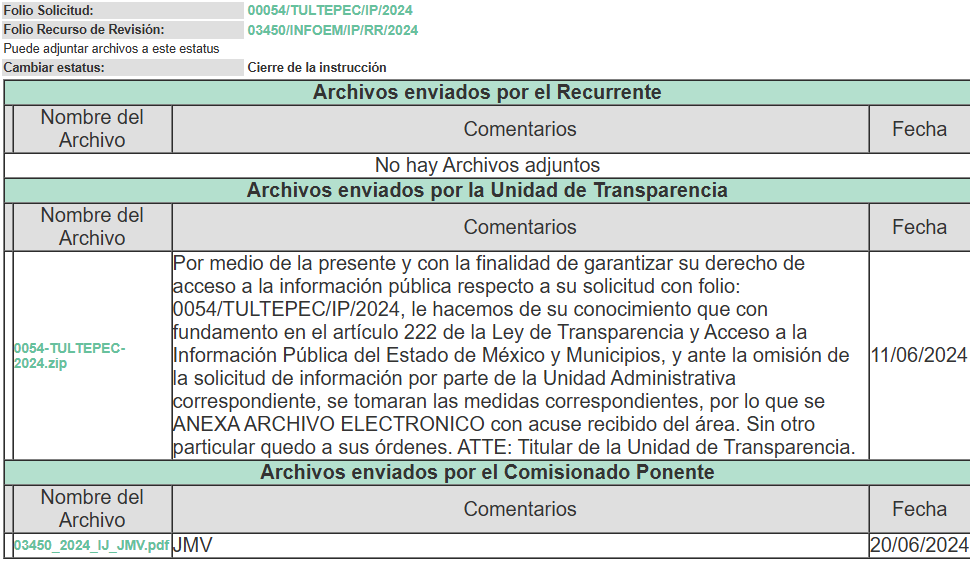 Folio Solicitud: 00054/TULTEPEC/IP/2024
Folio Recurso de Revisión: 03450/INFOEM/IP/RR/2024
Puede adjuntar archivos a este estatus
Cambiar estatus: Cierre de la instrucción
Archivos enviados por el Recurrente
Nombre del
Archivo
Comentarios
Fecha
No hay Archivos adjuntos
Archivos enviados por la Unidad de Transparencia
Nombre del
Archivo
Comentarios
Fecha
0054-TULTEPEC-
2024.zip
Por medio de la presente y con la finalidad de garantizar su derecho de
acceso a la información pública respecto a su solicitud con folio:
0054/TULTEPEC/IP/2024, le hacemos de su conocimiento que con
fundamento en el artículo 222 de la Ley de Transparencia y Acceso a la
Información Pública del Estado de México y Municipios, y ante la omisión de
la solicitud de información por parte de la Unidad Administrativa
correspondiente, se tomaran las medidas correspondientes, por lo que se
ANEXA ARCHIVO ELECTRONICO con acuse recibido del área. Sin otro
particular quedo a sus órdenes. ATTE: Titular de la Unidad de Transparencia.
11/06/2024
Archivos enviados por el Comisionado Ponente
Nombre del
Archivo
Comentarios
Fecha
03450_2024_IJ_JMV.pdf
JMV
20/06/2024